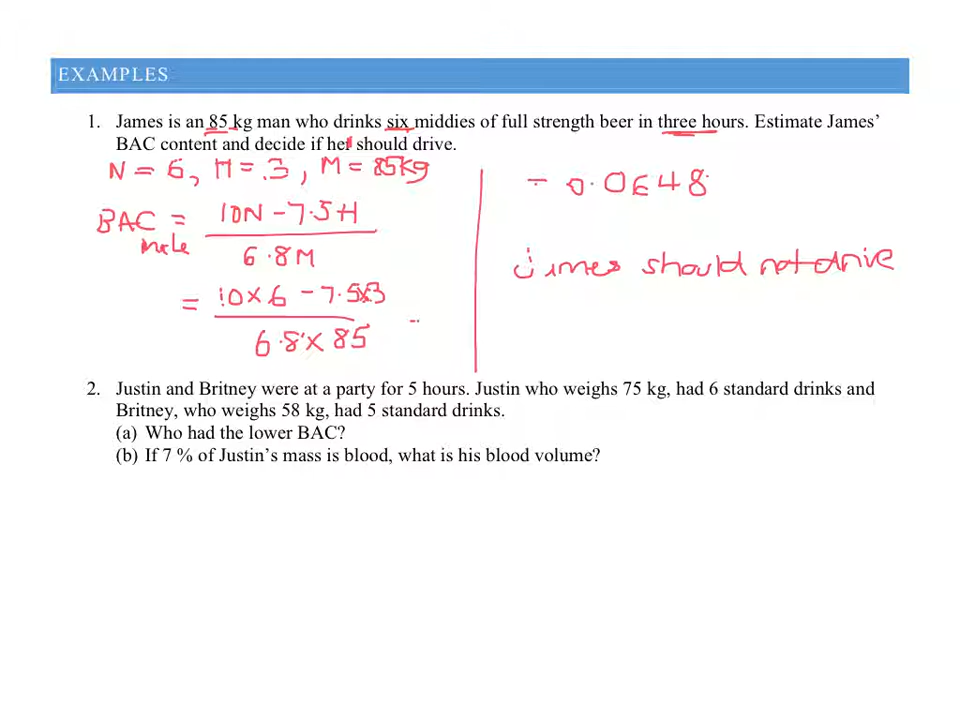 EXAMPLES
1. James is an 85 kg man who drinks six middies of full strength beer in three hours. Estimate James'
BAC content and decide if her should drive.
N = 6, H = 3, M = 85kg
BAC male = 10N - 7.5H
6.8M
= 10 x 6 - 7.5x3
6.8 x 85
= 0.0648
James should not drive
2. Justin and Britney were at a party for 5 hours. Justin who weighs 75 kg, had 6 standard drinks and
Britney, who weighs 58 kg, had 5 standard drinks.
(a) Who had the lower BAC?
(b) If 7 % of Justin's mass is blood, what is his blood volume?